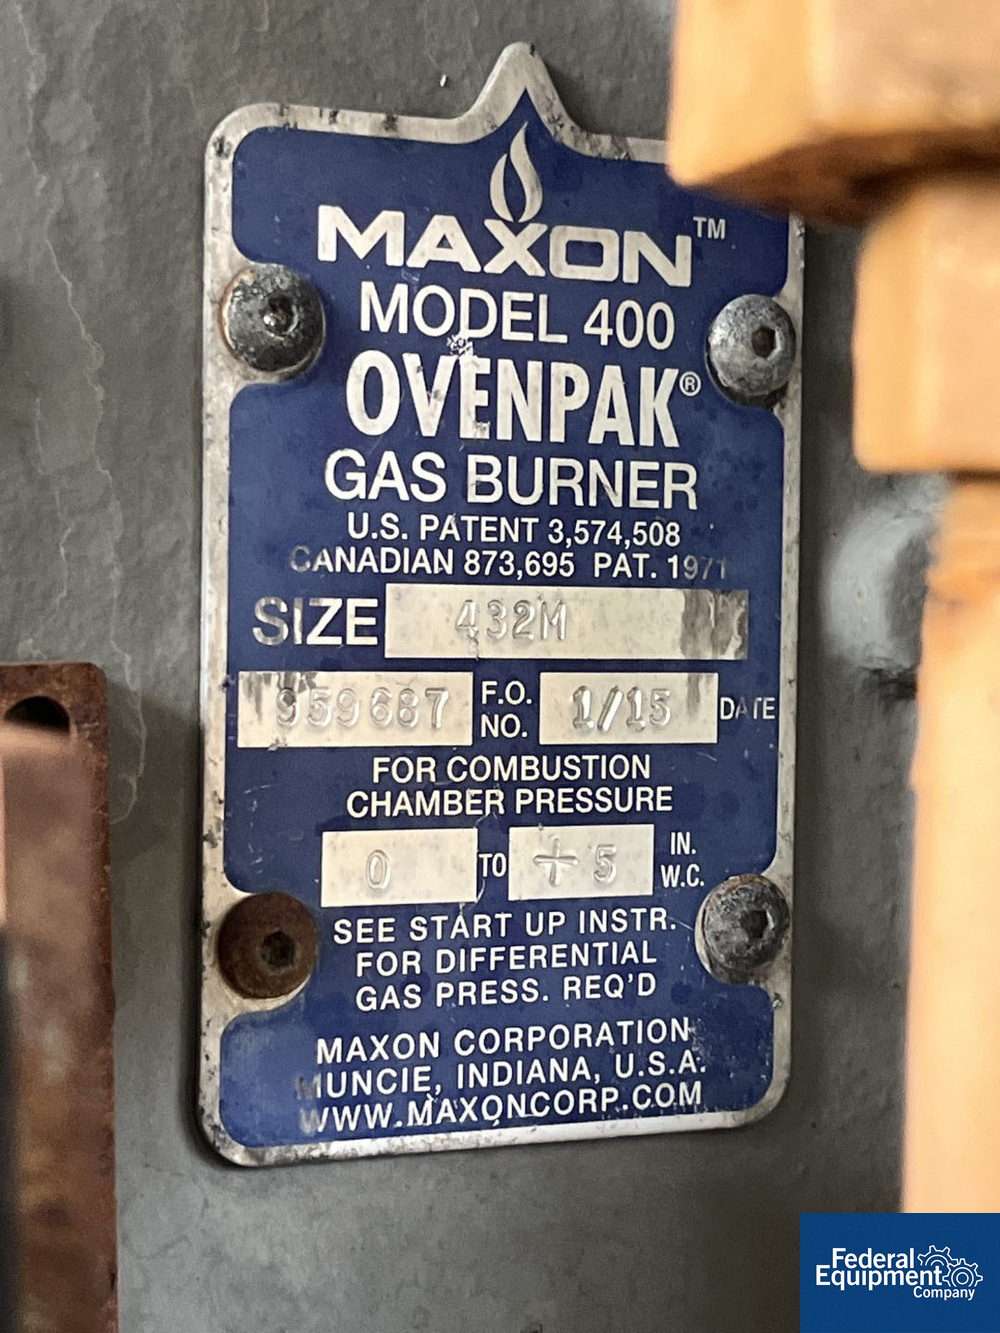 MAXON™
MODEL 400
OVENPAK®
GAS BURNER
U.S. PATENT 3,574,508
CANADIAN 873,695 PAT. 1971
SIZE 432M
959687 F.O. NO. 1/15 DATE
FOR COMBUSTION
CHAMBER PRESSURE
0 TO +5 IN. W.C.
SEE START UP INSTR.
FOR DIFFERENTIAL
GAS PRESS. REQ'D
MAXON CORPORATION
MUNCIE, INDIANA, U.S.A.
WWW.MAXONCORP.COM
Federal
Equipment
Company